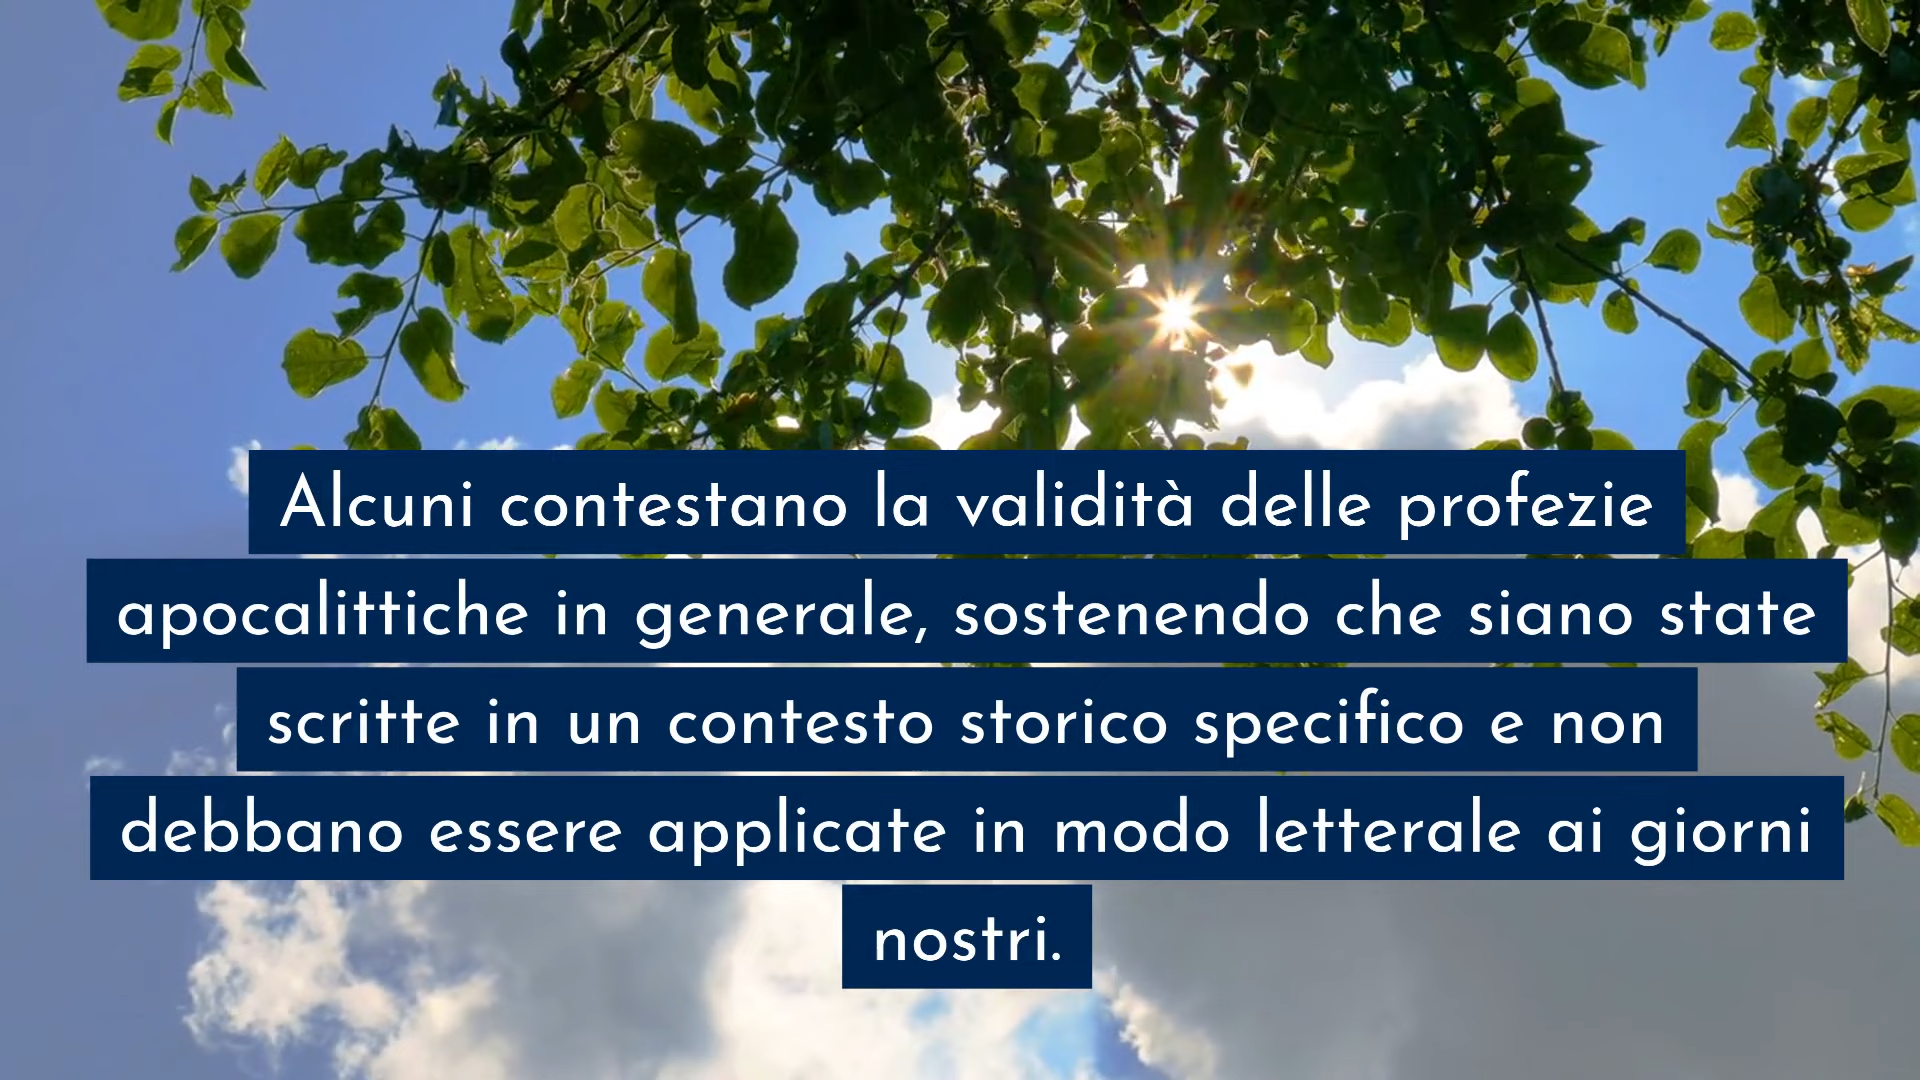 Alcuni contestano la validità delle profezie
apocalittiche in generale, sostenendo che siano state
scritte in un contesto storico specifico e non
debbano essere applicate in modo letterale ai giorni
nostri.